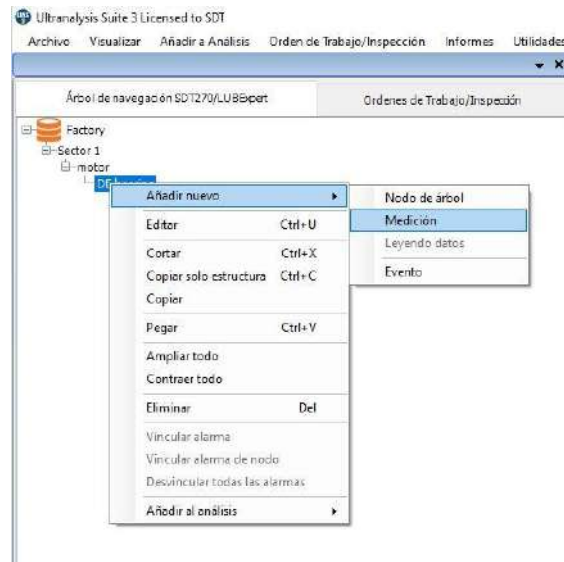 Ultranalysis Suite 3 Licensed to SDT
Archivo Visualizar Añadir a Análisis Orden de Trabajo/Inspección Informes Utilidades
Árbol de navegación SDT270/LUBExpert Ordenes de Trabajo/Inspección
Factory
Sector 1
motor
Añadir nuevo
Editar Ctrl+U
Cortar Ctrl+X
Copiar solo estructura Ctrl+C
Copiar
Pegar Ctrl+V
Ampliar todo
Contraer todo
Eliminar Del
Vincular alarma
Vincular alarma de nodo
Desvincular todas las alarmas
Añadir al análisis
Nodo de árbol
Medición
Leyendo datos
Evento